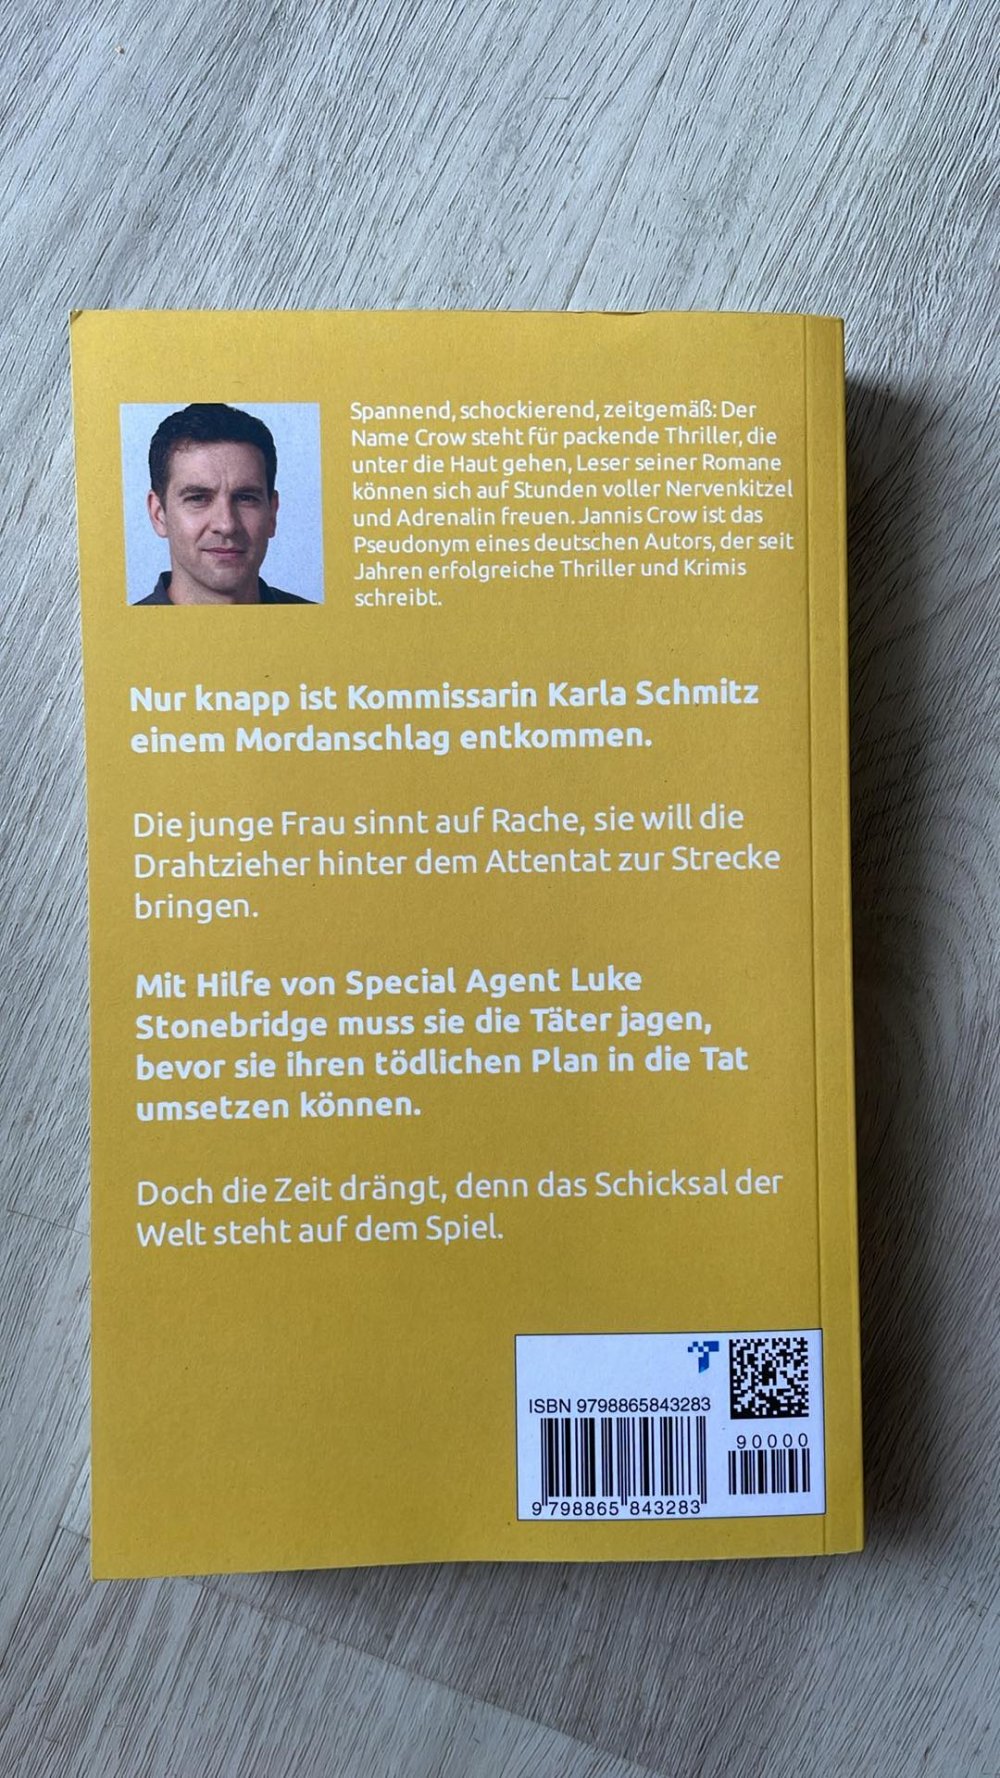 Spannend, schockierend, zeitgemäß: Der
Name Crow steht für packende Thriller, die
unter die Haut gehen, Leser seiner Romane
können sich auf Stunden voller Nervenkitzel
und Adrenalin freuen. Jannis Crow ist das
Pseudonym eines deutschen Autors, der seit
Jahren erfolgreiche Thriller und Krimis
schreibt.
Nur knapp ist Kommissarin Karla Schmitz
einem Mordanschlag entkommen.
Die junge Frau sinnt auf Rache, sie will die
Drahtzieher hinter dem Attentat zur Strecke
bringen.
Mit Hilfe von Special Agent Luke
Stonebridge muss sie die Täter jagen,
bevor sie ihren tödlichen Plan in die Tat
umsetzen können.
Doch die Zeit drängt, denn das Schicksal der
Welt steht auf dem Spiel.
ISBN 9798865843283
90000
9 798865 843283